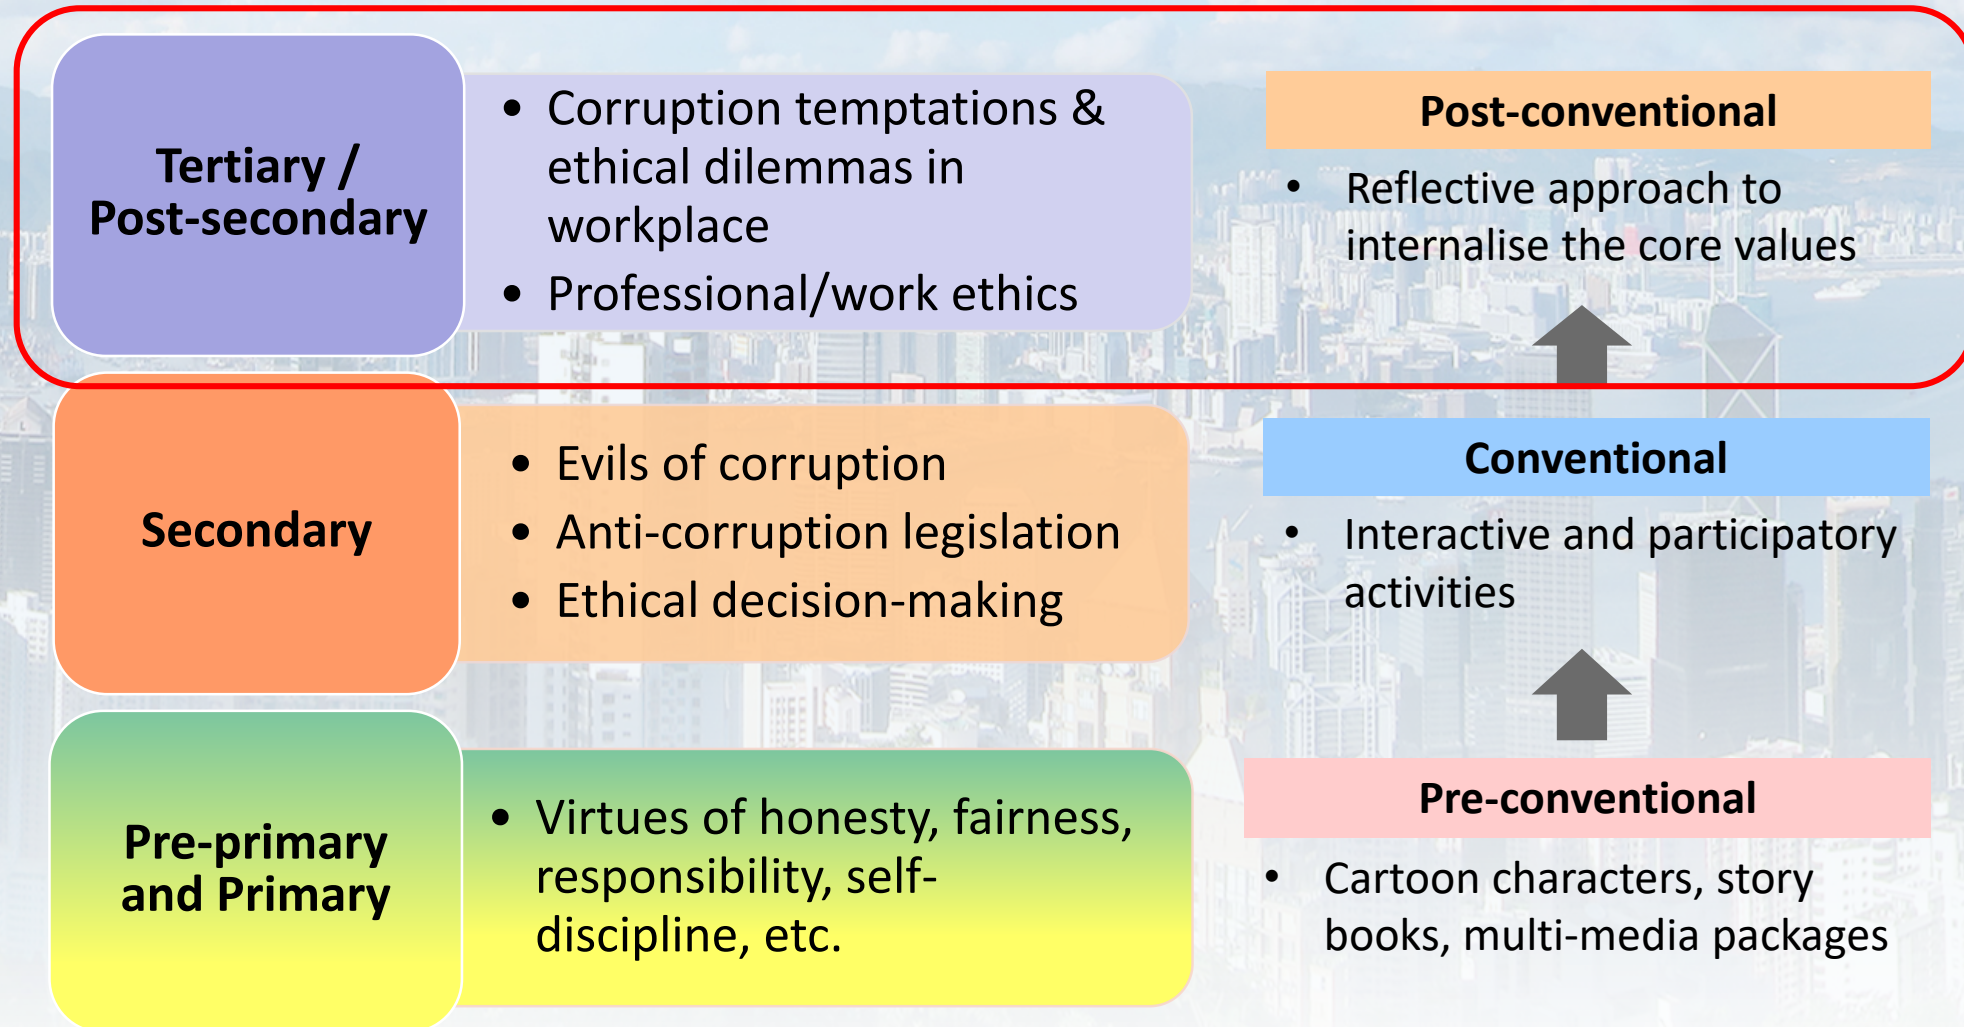 Tertiary /
Post-secondary
• Corruption temptations &
ethical dilemmas in
workplace
• Professional/work ethics
Post-conventional
• Reflective approach to
internalise the core values
Secondary
• Evils of corruption
• Anti-corruption legislation
• Ethical decision-making
Conventional
• Interactive and participatory
activities
Pre-primary
and Primary
• Virtues of honesty, fairness,
responsibility, self-
discipline, etc.
Pre-conventional
• Cartoon characters, story
books, multi-media packages